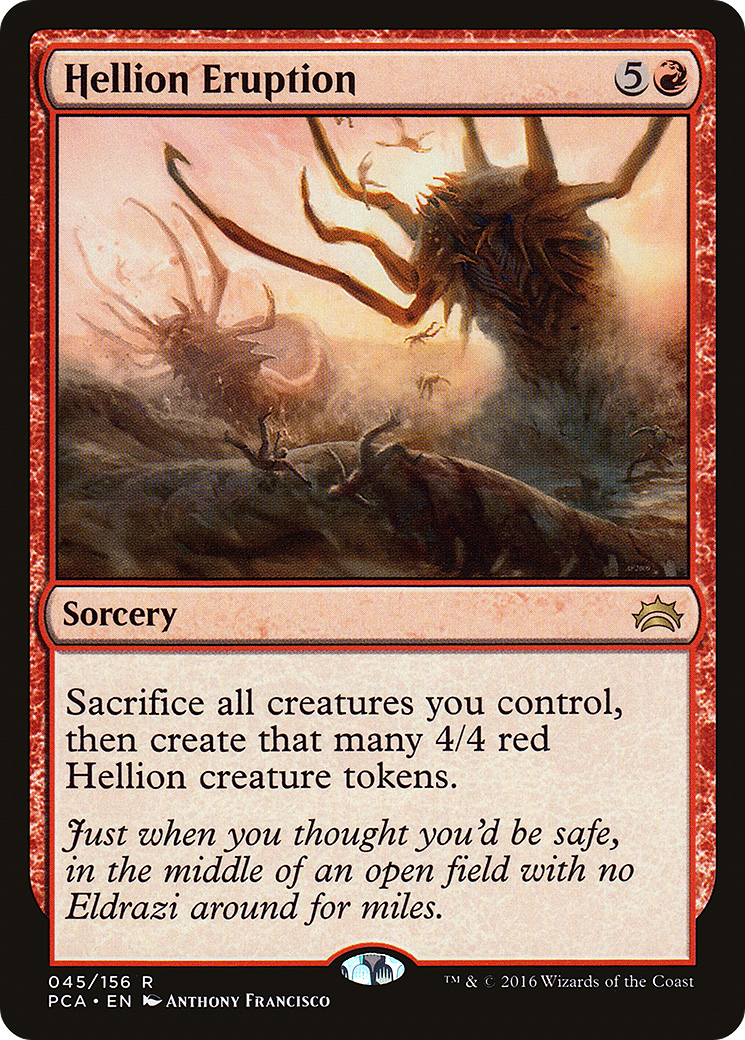 Hellion Eruption 5
Sorcery
Sacrifice all creatures you control,
then create that many 4/4 red
Hellion creature tokens.
Just when you thought you'd be safe,
in the middle of an open field with no
Eldrazi around for miles.
045/156 R
PCA • EN Anthony Francisco
™ & © 2016 Wizards of the Coast